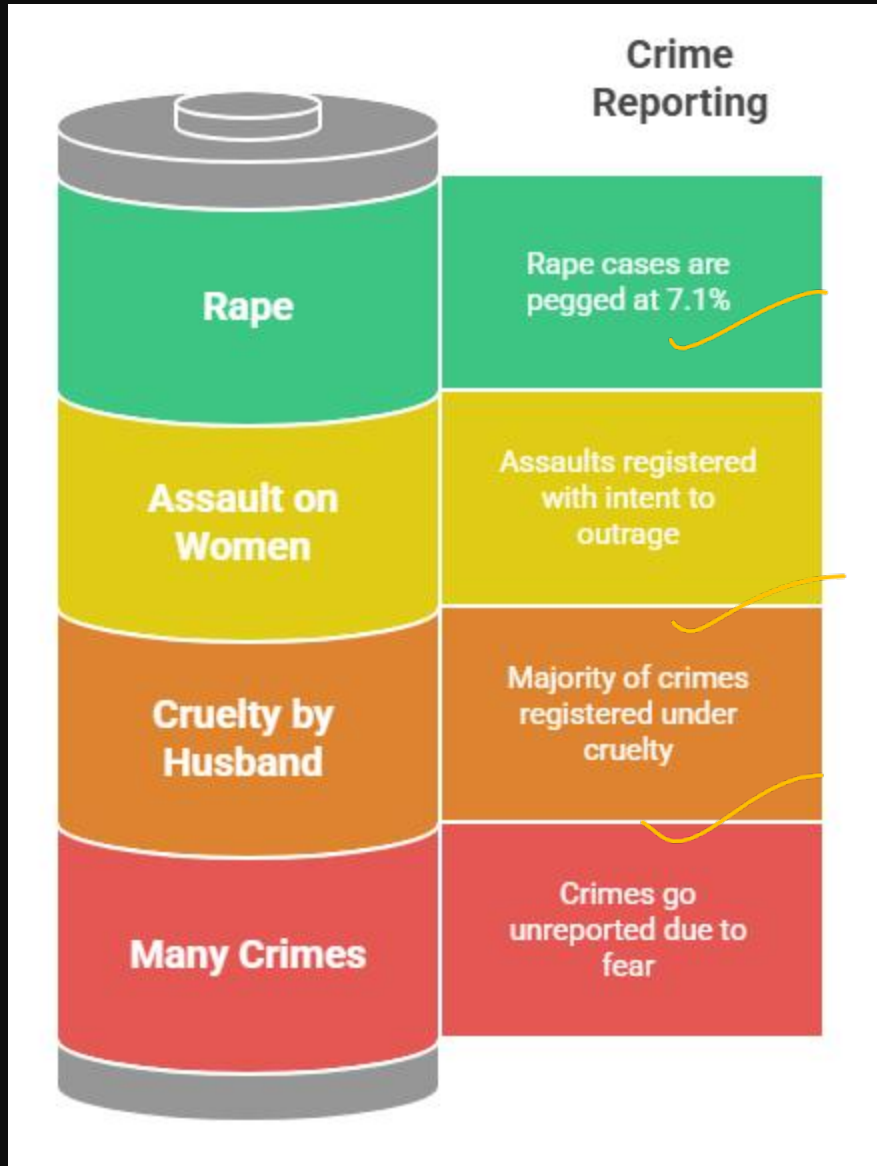 Crime
Reporting
Rape
Rape cases are
pegged at 7.1%
Assault on
Women
Assaults registered
with intent to
outrage
Cruelty by
Husband
Majority of crimes
registered under
cruelty
Many Crimes
Crimes go
unreported due to
fear